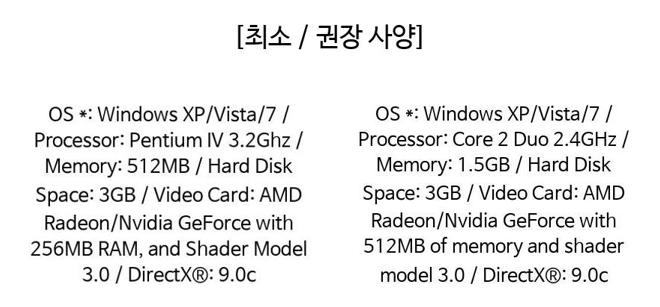 [최소 / 권장 사양]
OS *: Windows XP/Vista/7 /
Processor: Pentium IV 3.2Ghz /
Memory: 512MB / Hard Disk
Space: 3GB / Video Card: AMD
Radeon/Nvidia GeForce with
256MB RAM, and Shader Model
3.0 / DirectX®: 9.0c
OS *: Windows XP/Vista/7 /
Processor: Core 2 Duo 2.4GHz /
Memory: 1.5GB / Hard Disk
Space: 3GB / Video Card: AMD
Radeon/Nvidia GeForce with
512MB of memory and shader
model 3.0 / DirectX®: 9.0c